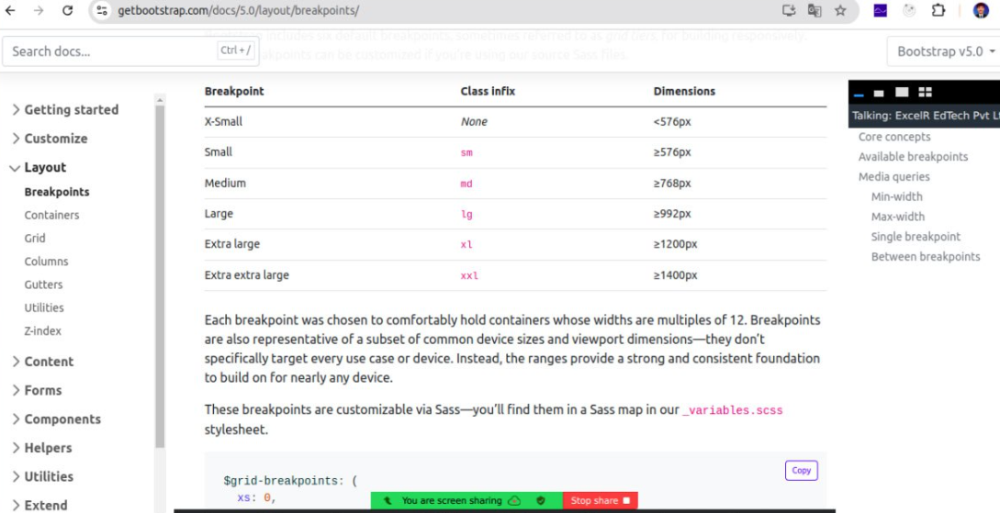 getbootstrap.com/docs/5.0/layout/breakpoints/
Search docs...
Ctrl + /
Bootstrap v5.0
includes six default breakpoints, sometimes referred to as grid tiers, for building responsively.
breakpoints can be customized if you're using our source Sass files.
Getting started
Customize
Layout
Breakpoints
Containers
Grid
Columns
Gutters
Utilities
Z-index
Content
Forms
Components
Helpers
Utilities
Extend
Breakpoint Class infix Dimensions
X-Small None <576px
Small sm ≥576px
Medium md ≥768px
Large lg ≥992px
Extra large xl ≥1200px
Extra extra large xxl ≥1400px
Each breakpoint was chosen to comfortably hold containers whose widths are multiples of 12. Breakpoints
are also representative of a subset of common device sizes and viewport dimensions—they don’t
specifically target every use case or device. Instead, the ranges provide a strong and consistent foundation
to build on for nearly any device.
These breakpoints are customizable via Sass—you’ll find them in a Sass map in our _variables.scss
stylesheet.
Copy
$grid-breakpoints: (
xs: 0,
You are screen sharing
Stop share
Talking: ExcelR EdTech Pvt Lt
Core concepts
Available breakpoints
Media queries
Min-width
Max-width
Single breakpoint
Between breakpoints